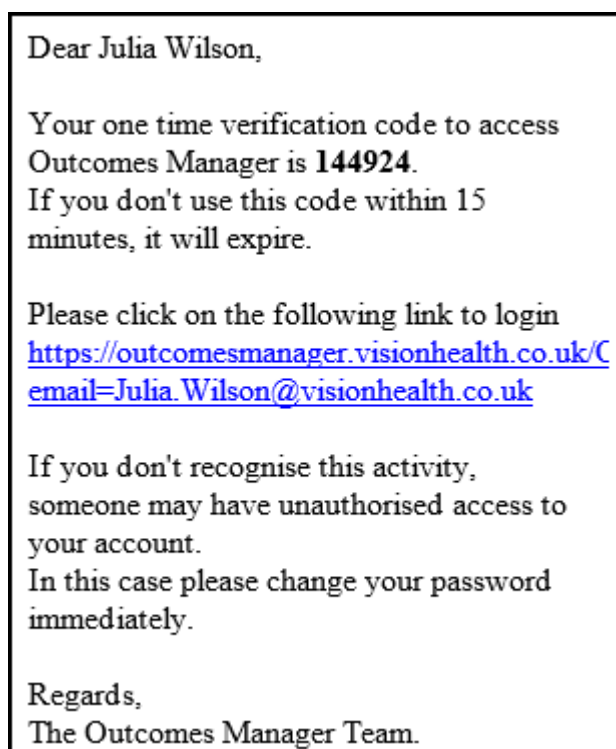 Dear Julia Wilson,
Your one time verification code to access
Outcomes Manager is 144924.
If you don't use this code within 15
minutes, it will expire.
Please click on the following link to login
https://outcomesmanager.visionhealth.co.uk/
email=Julia.Wilson@visionhealth.co.uk
If you don't recognise this activity,
someone may have unauthorised access to
your account.
In this case please change your password
immediately.
Regards,
The Outcomes Manager Team.